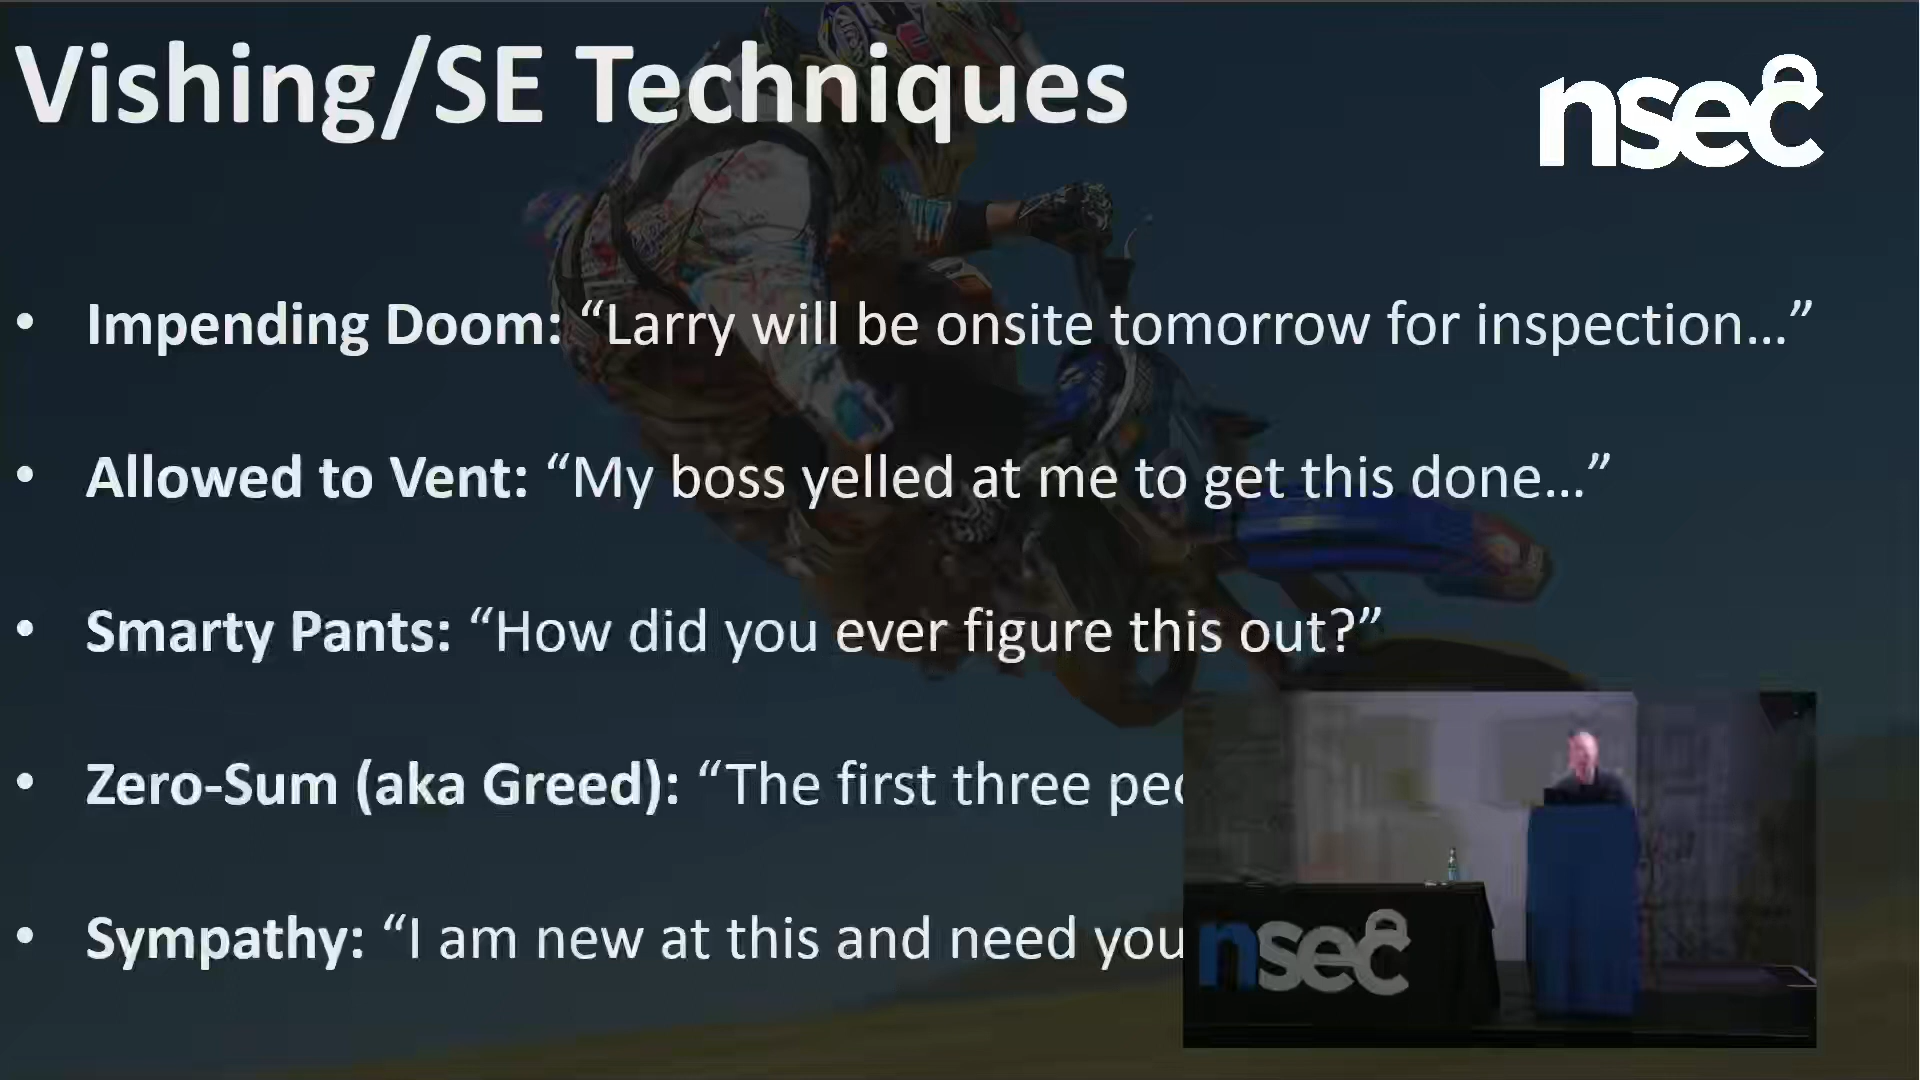 Vishing/SE Techniques
nsec
• Impending Doom: “Larry will be onsite tomorrow for inspection…”
• Allowed to Vent: “My boss yelled at me to get this done…”
• Smarty Pants: “How did you ever figure this out?”
• Zero-Sum (aka Greed): “The first three
• Sympathy: “I am new at this and need you
nsec